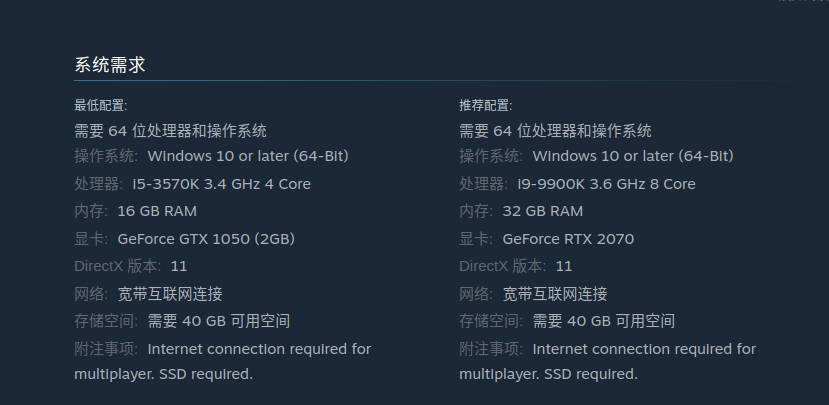 系统需求
最低配置:
需要 64 位处理器和操作系统
操作系统: Windows 10 or later (64-Bit)
处理器: i5-3570K 3.4 GHz 4 Core
内存: 16 GB RAM
显卡: GeForce GTX 1050 (2GB)
DirectX 版本: 11
网络: 宽带互联网连接
存储空间: 需要 40 GB 可用空间
附注事项: Internet connection required for
multiplayer. SSD required.
推荐配置:
需要 64 位处理器和操作系统
操作系统: Windows 10 or later (64-Bit)
处理器: i9-9900K 3.6 GHz 8 Core
内存: 32 GB RAM
显卡: GeForce RTX 2070
DirectX 版本: 11
网络: 宽带互联网连接
存储空间: 需要 40 GB 可用空间
附注事项: Internet connection required for
multiplayer. SSD required.